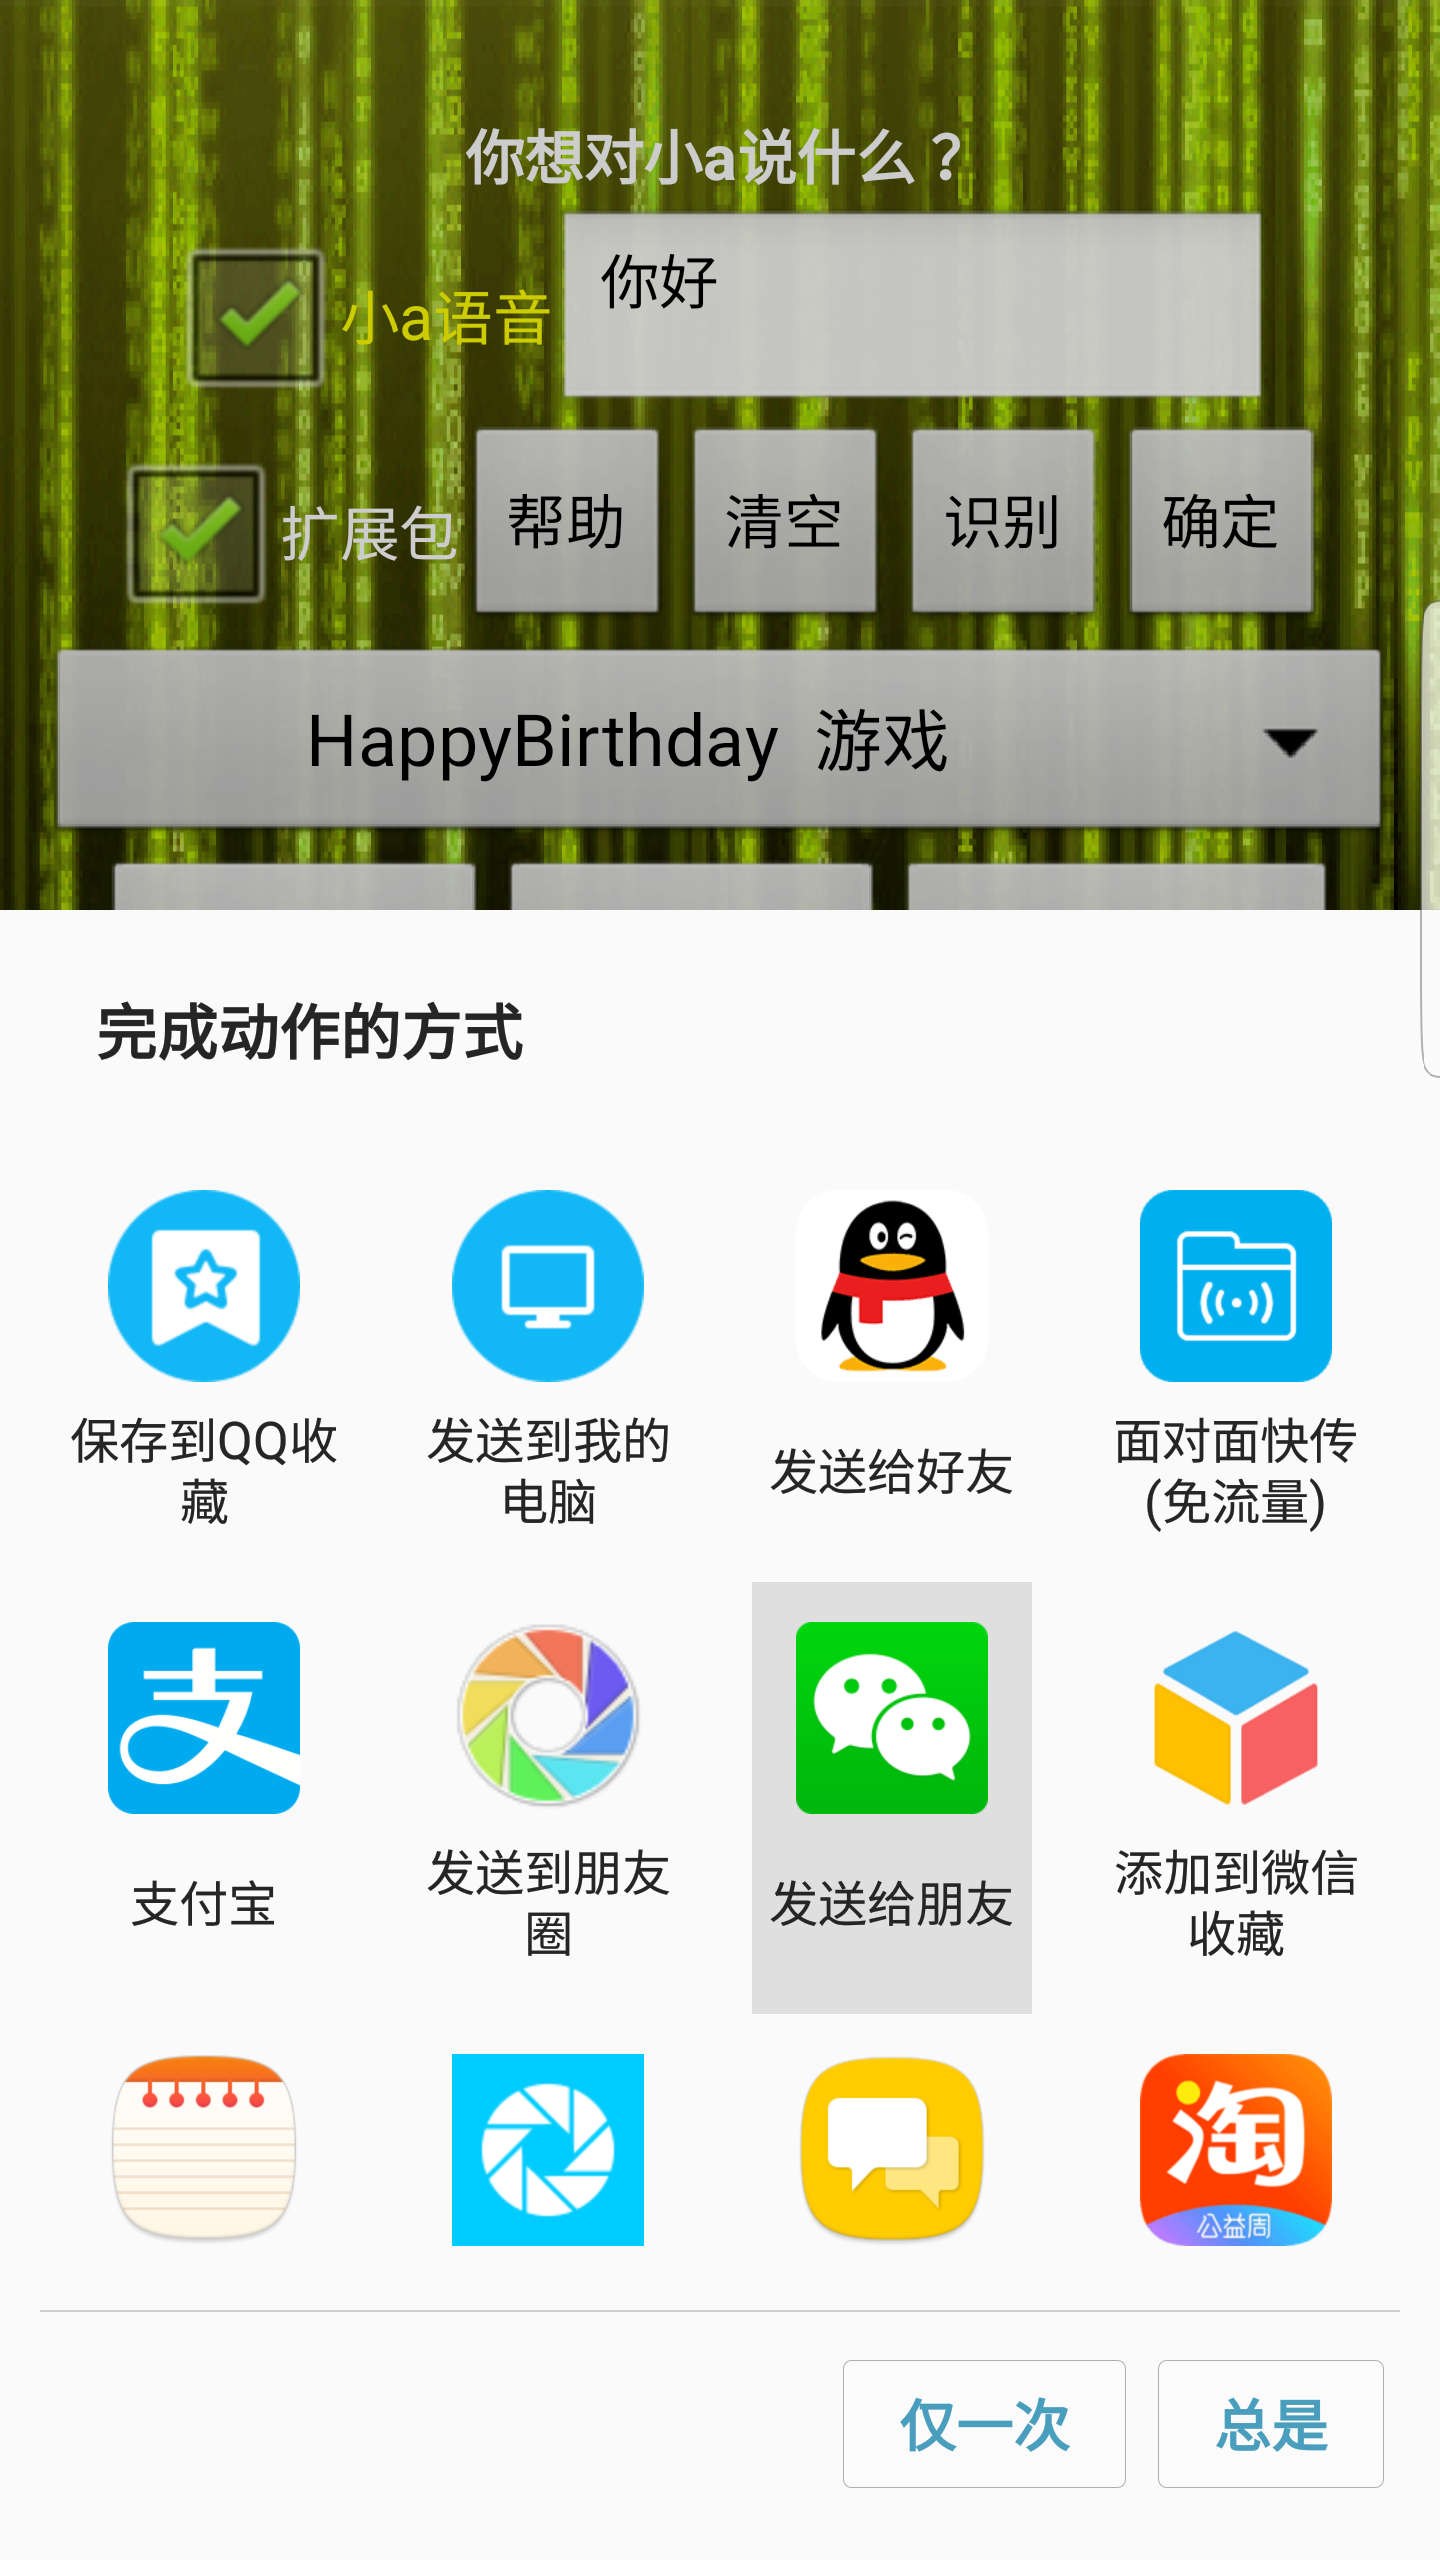 你想对小a说什么？
小a语音
你好
扩展包
帮助
清空
识别
确定
HappyBirthday 游戏
完成动作的方式
保存到QQ收
藏
发送到我的
电脑
发送给好友
面对面快传
(免流量)
支
支付宝
发送到朋友
圈
发送给朋友
添加到微信
收藏
淘
公益周
仅一次
总是